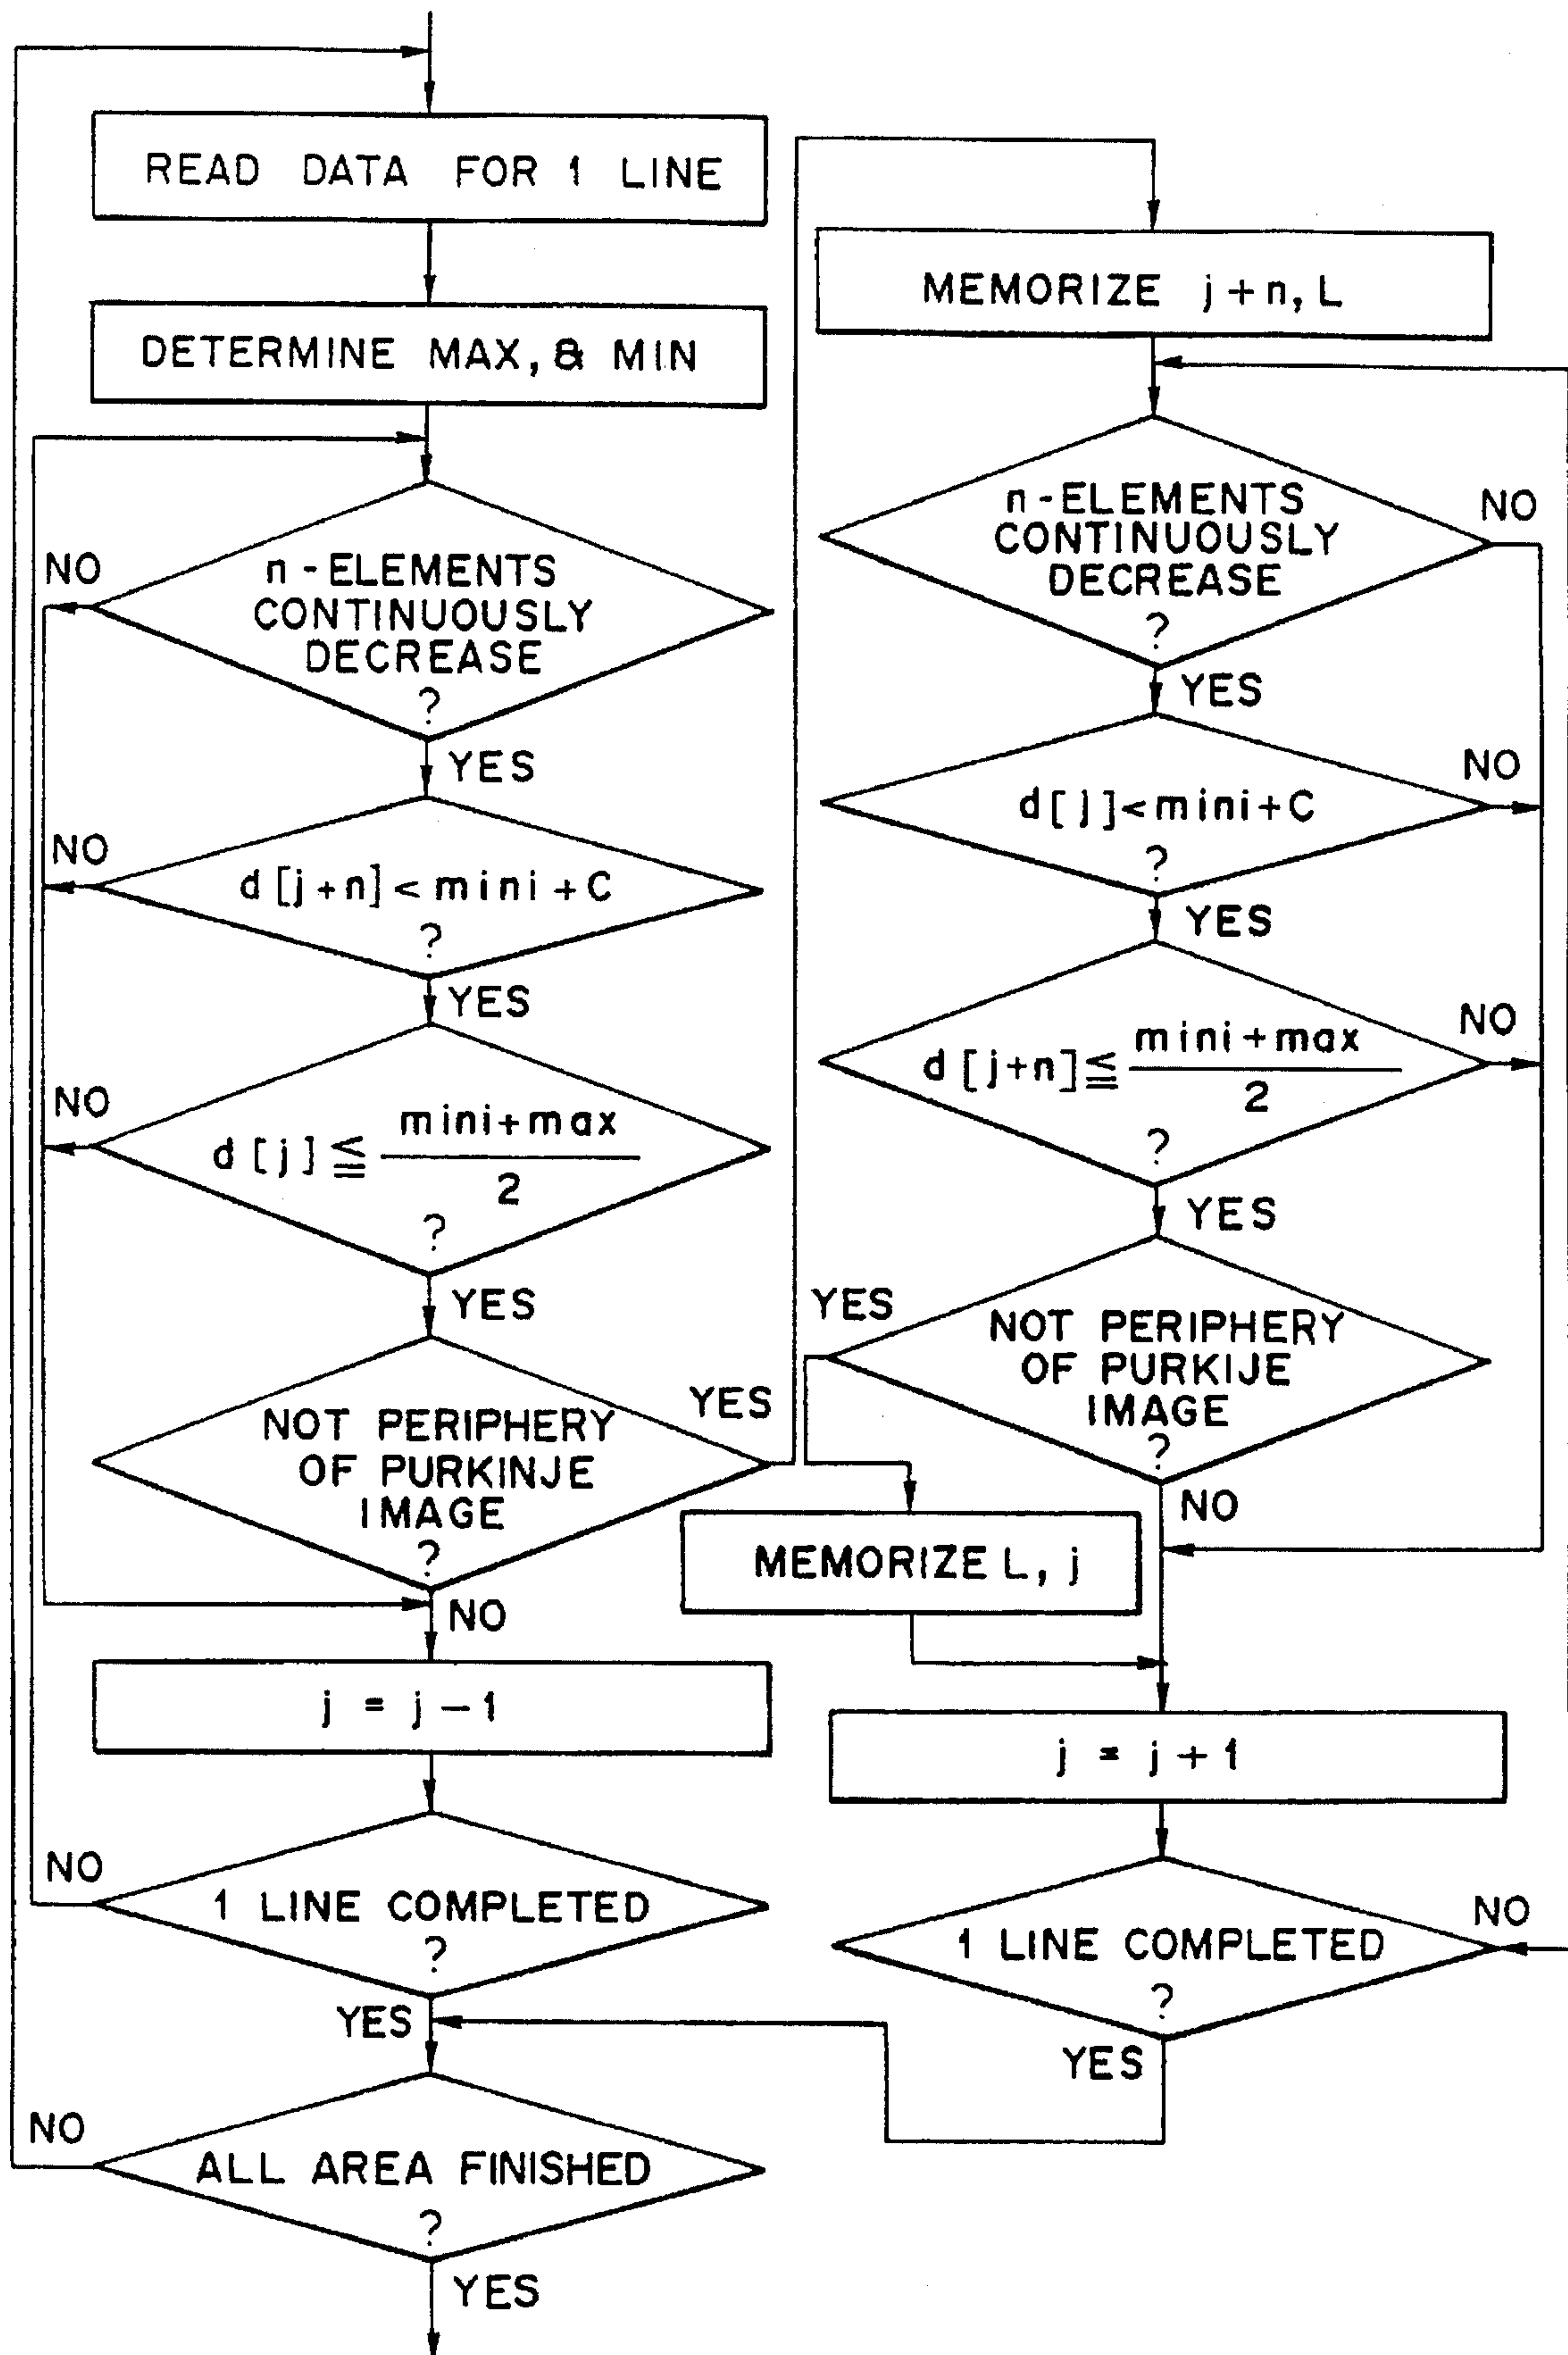 READ DATA FOR 1 LINE
DETERMINE MAX, & MIN
NO
n-ELEMENTS
CONTINUOUSLY
DECREASE
?
YES
NO
d [j+n] < mini + C
?
YES
NO
d [j] ≦ mini+max
2
?
YES
NOT PERIPHERY
OF PURKINJE
IMAGE
?
YES
NO
j = j - 1
NO
1 LINE COMPLETED
?
YES
NO
ALL AREA FINISHED
?
YES
MEMORIZE j+n, L
n-ELEMENTS
CONTINUOUSLY
DECREASE
?
NO
YES
d [j] < mini + C
?
NO
YES
d [j+n] ≦ mini+max
2
?
NO
YES
NOT PERIPHERY
OF PURKIJE
IMAGE
?
YES
NO
MEMORIZE L, j
j = j + 1
1 LINE COMPLETED
?
NO
YES